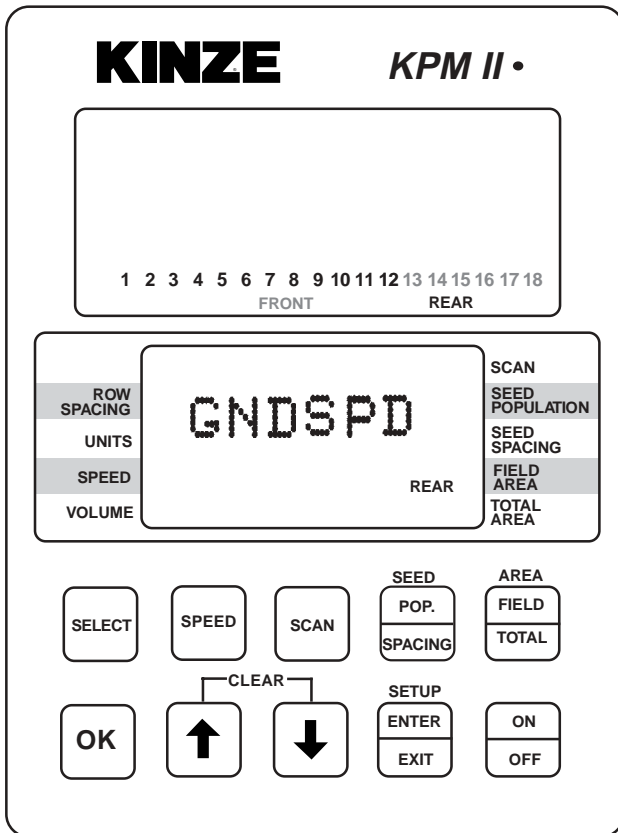 KINZE KPM II •
1 2 3 4 5 6 7 8 9 10 11 12 13 14 15 16 17 18
FRONT REAR
ROW
SPACING
UNITS
SPEED
VOLUME
GNDSPD
REAR
SCAN
SEED
POPULATION
SEED
SPACING
FIELD
AREA
TOTAL
AREA
SELECT
SPEED
SCAN
SEED
POP.
SPACING
AREA
FIELD
TOTAL
CLEAR
OK
SETUP
ENTER
EXIT
ON
OFF